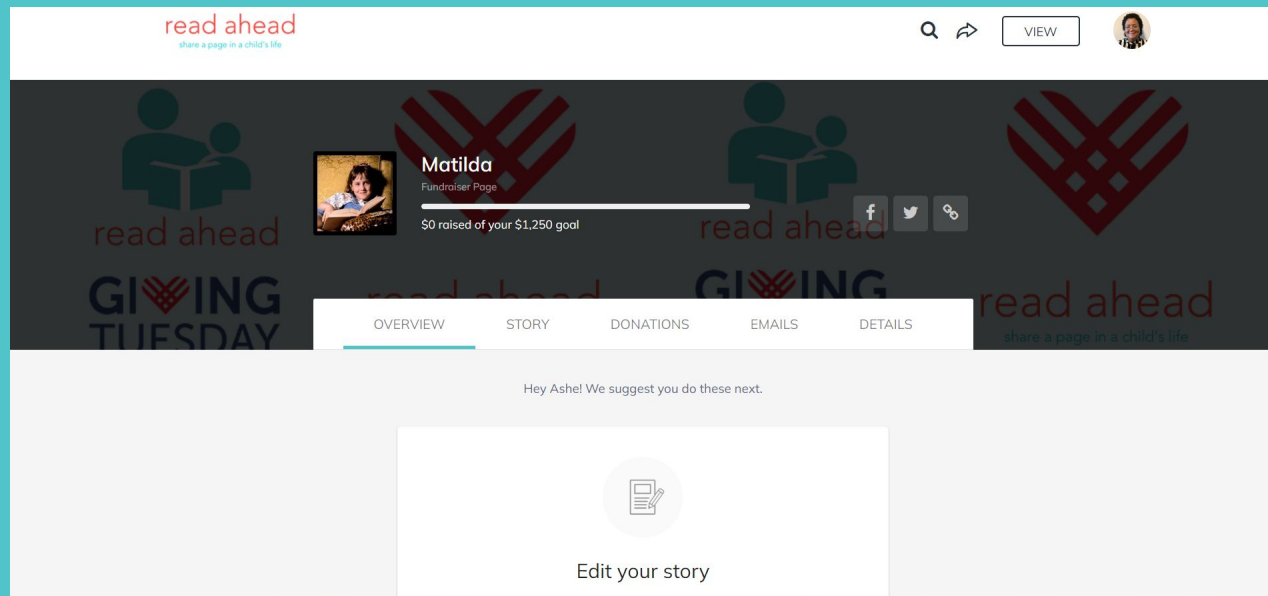 read ahead
share a page in a child's life
VIEW
Matilda
Fundraiser Page
$0 raised of your $1,250 goal
read ahead
read ahead
GIVING
TUESDAY
read ahead
GIVING
read ahead
share a page in a child's life
OVERVIEW STORY DONATIONS EMAILS DETAILS
Hey Ashe! We suggest you do these next.
Edit your story